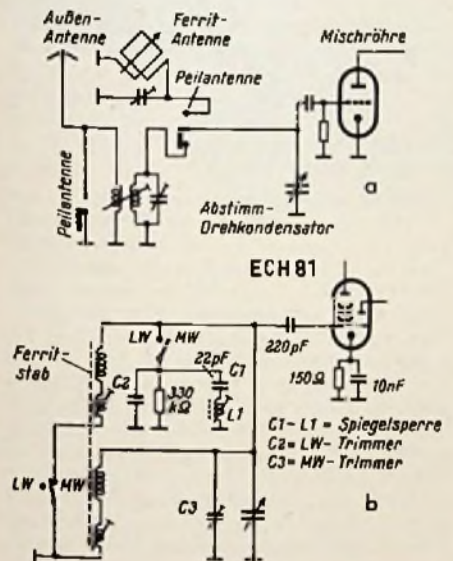 Außen-
Antenne
Ferrit-
Antenne
Peilantenne
Mischröhre
Peilantenne
Abstimm-
Drehkondensator
a
ECH 81
Ferrit-
stab
LW
MW
22pF
C1
220pF
C2
330
kΩ
L1
150Ω
10nF
C1-L1 = Spiegelsperre
C2 = LW-Trimmer
C3 = MW-Trimmer
LW
MW
C3
b